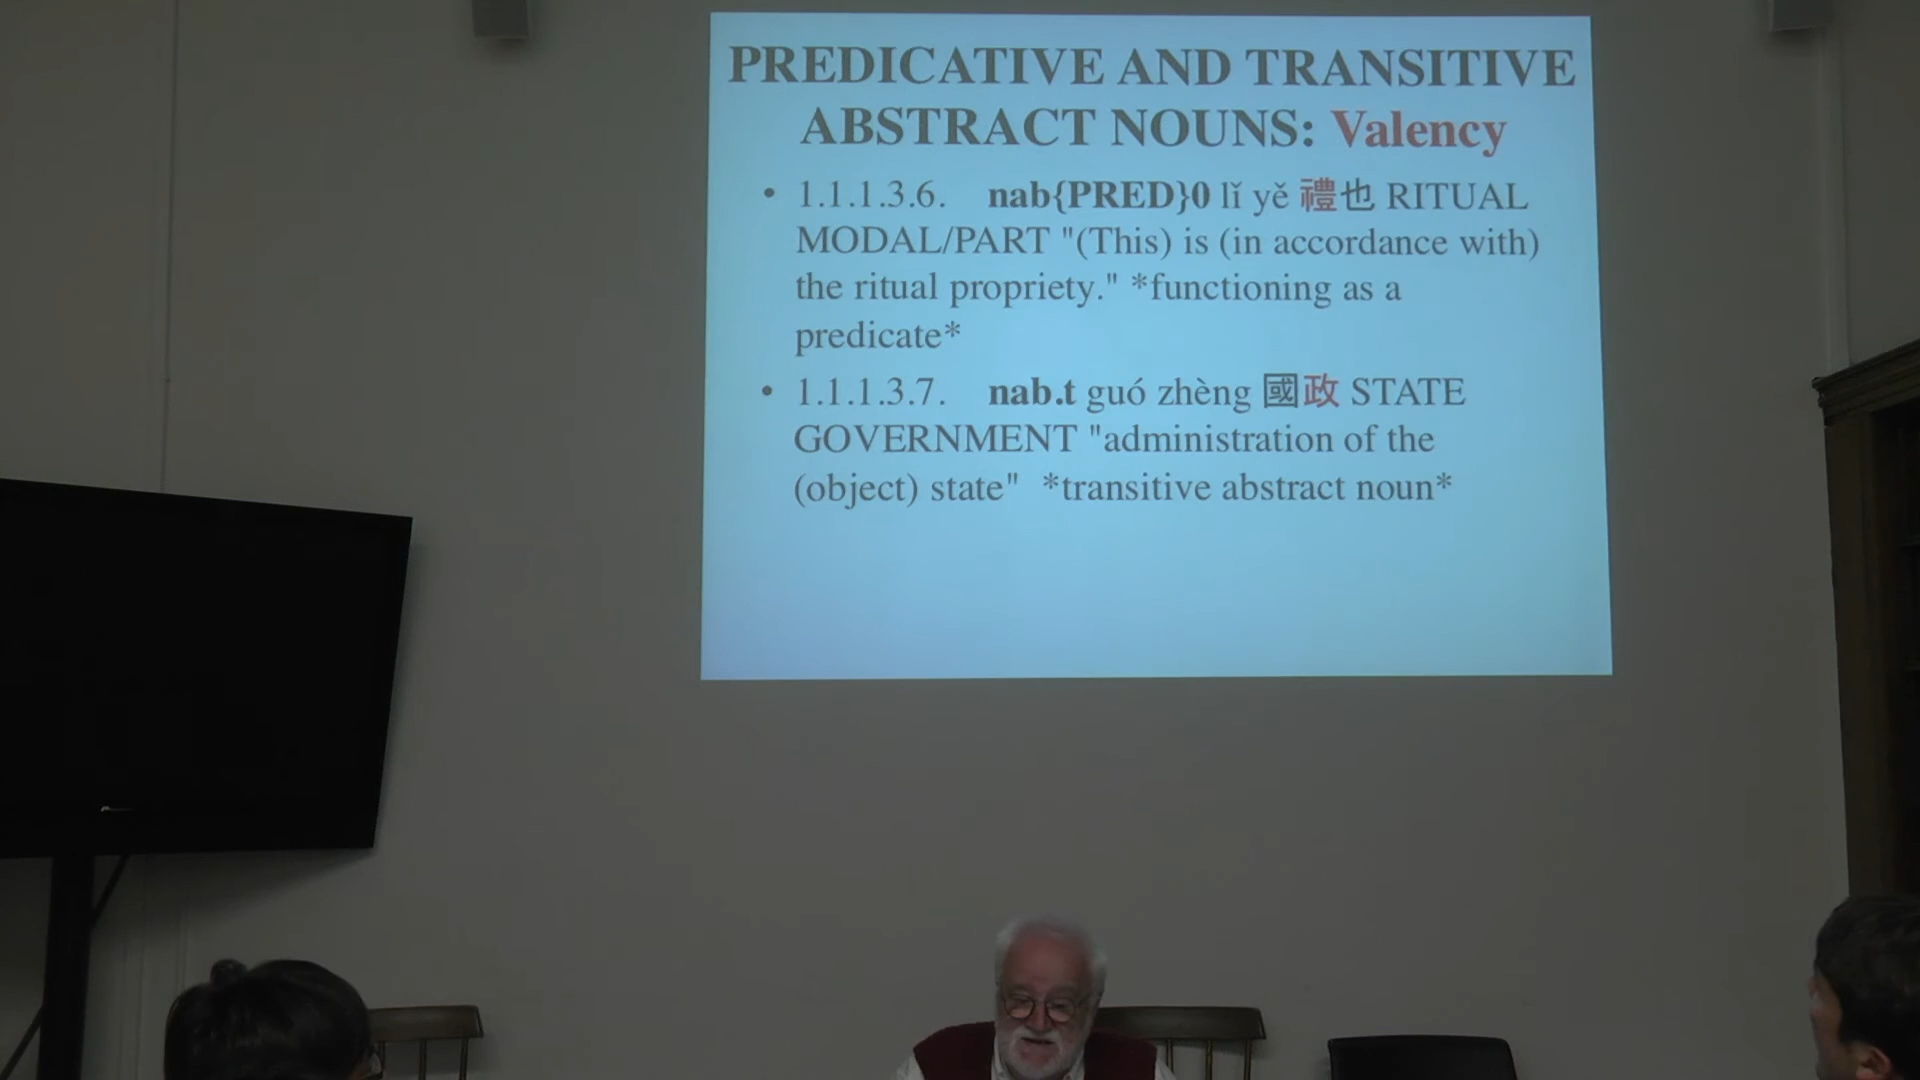 PREDICATIVE AND TRANSITIVE
ABSTRACT NOUNS: Valency
• 1.1.1.3.6. nab{PRED}0 lǐ yě 禮也 RITUAL
MODAL/PART "(This) is (in accordance with)
the ritual propriety." *functioning as a
predicate*
• 1.1.1.3.7. nab.t guó zhèng 國政 STATE
GOVERNMENT "administration of the
(object) state" *transitive abstract noun*